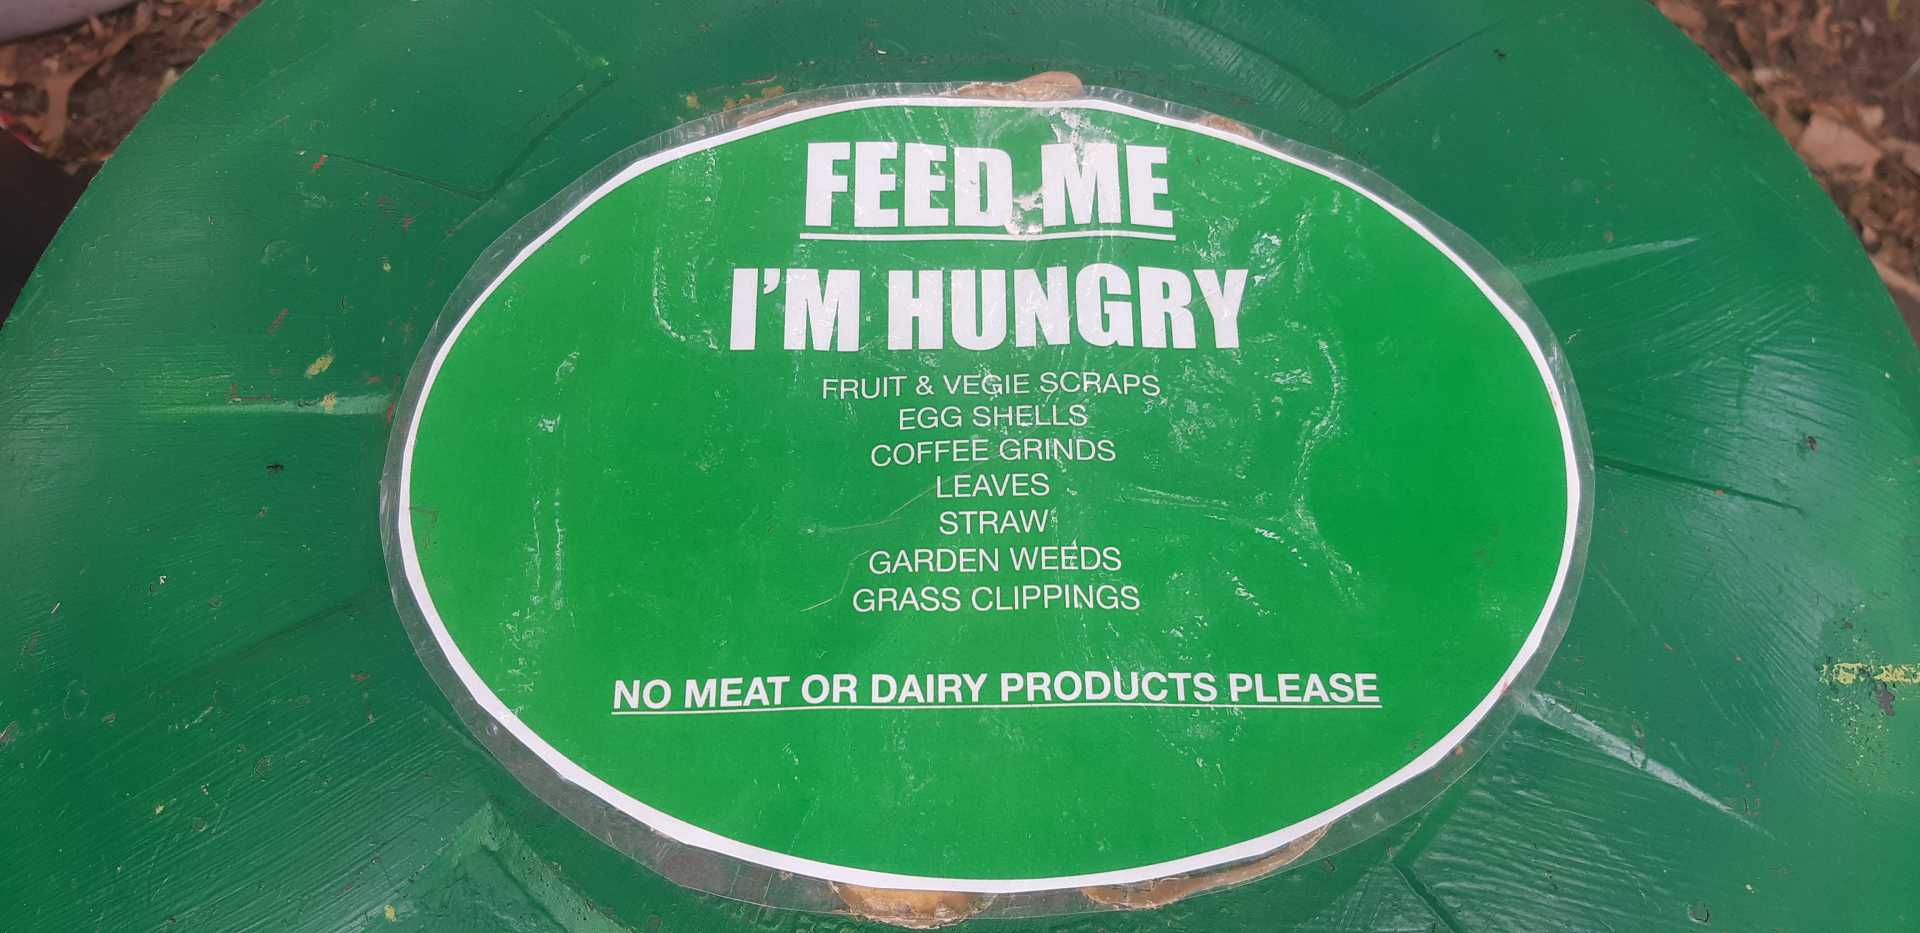 FEED ME
I'M HUNGRY
FRUIT & VEGIE SCRAPS
EGG SHELLS
COFFEE GRINDS
LEAVES
STRAW
GARDEN WEEDS
GRASS CLIPPINGS
NO MEAT OR DAIRY PRODUCTS PLEASE